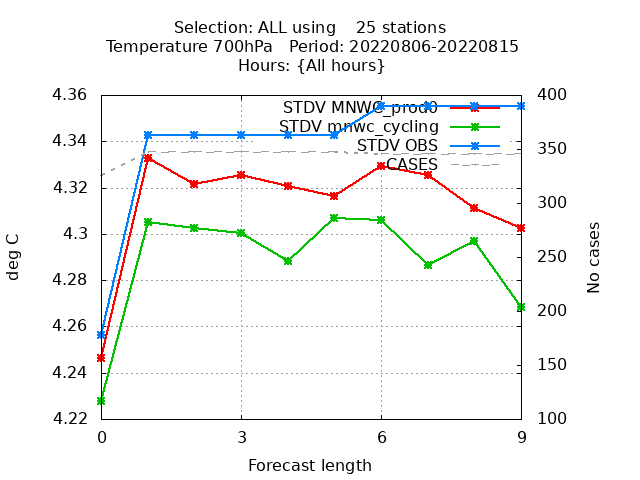 Selection: ALL using    25 stations
Temperature 700hPa   Period: 20220806-20220815
Hours: {All hours}
4.36
4.34
4.32
4.3
4.28
4.26
4.24
4.22
deg C
STDV MNWC_prod0
STDV mnwc_cycling
STDV OBS
CASES
400
350
300
250
200
150
100
No cases
0 3 6 9
Forecast length